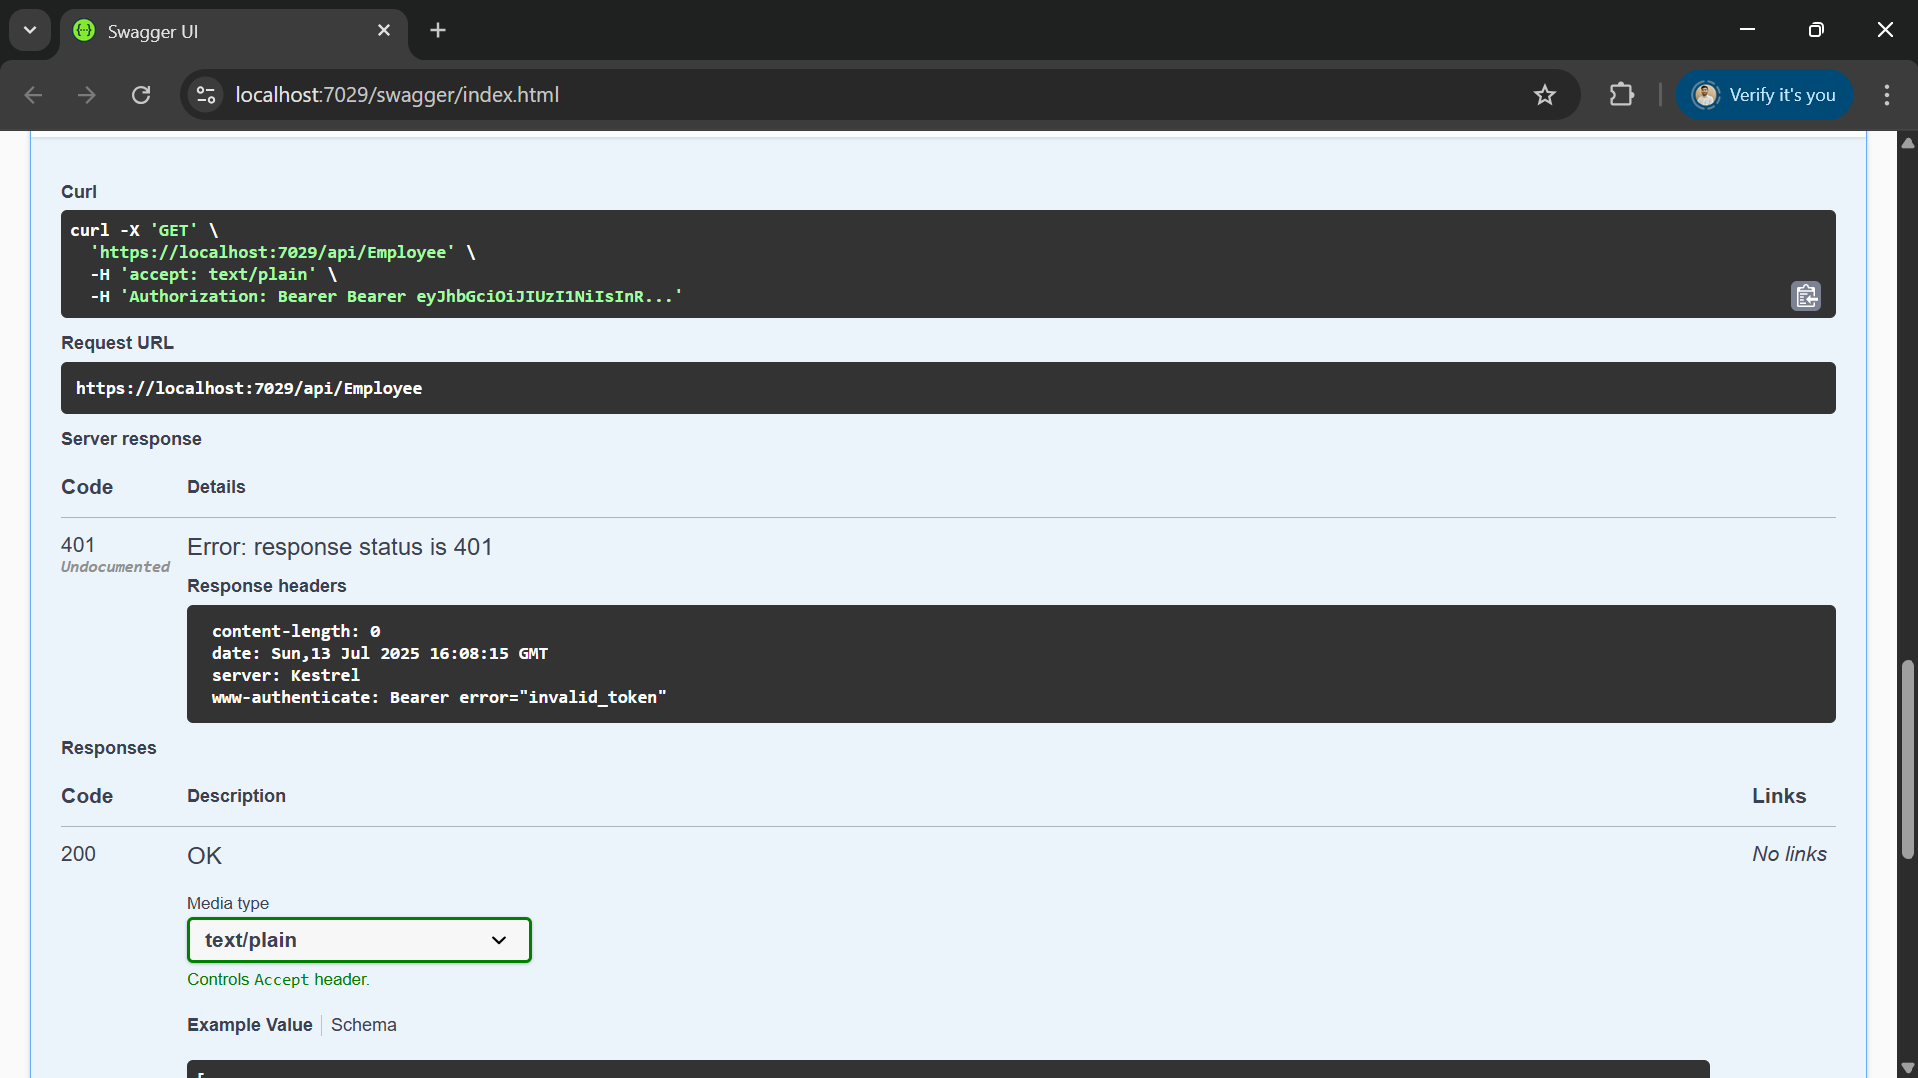 Swagger UI
localhost:7029/swagger/index.html
Verify it's you
Curl
curl -X 'GET' \
'https://localhost:7029/api/Employee' \
-H 'accept: text/plain' \
-H 'Authorization: Bearer Bearer eyJhbGciOiJIUzI1NiIsInR...'
Request URL
https://localhost:7029/api/Employee
Server response
Code Details
401 Error: response status is 401
Undocumented
Response headers
content-length: 0
date: Sun,13 Jul 2025 16:08:15 GMT
server: Kestrel
www-authenticate: Bearer error="invalid_token"
Responses
Code Description Links
200 OK No links
Media type
text/plain
Controls Accept header.
Example Value Schema